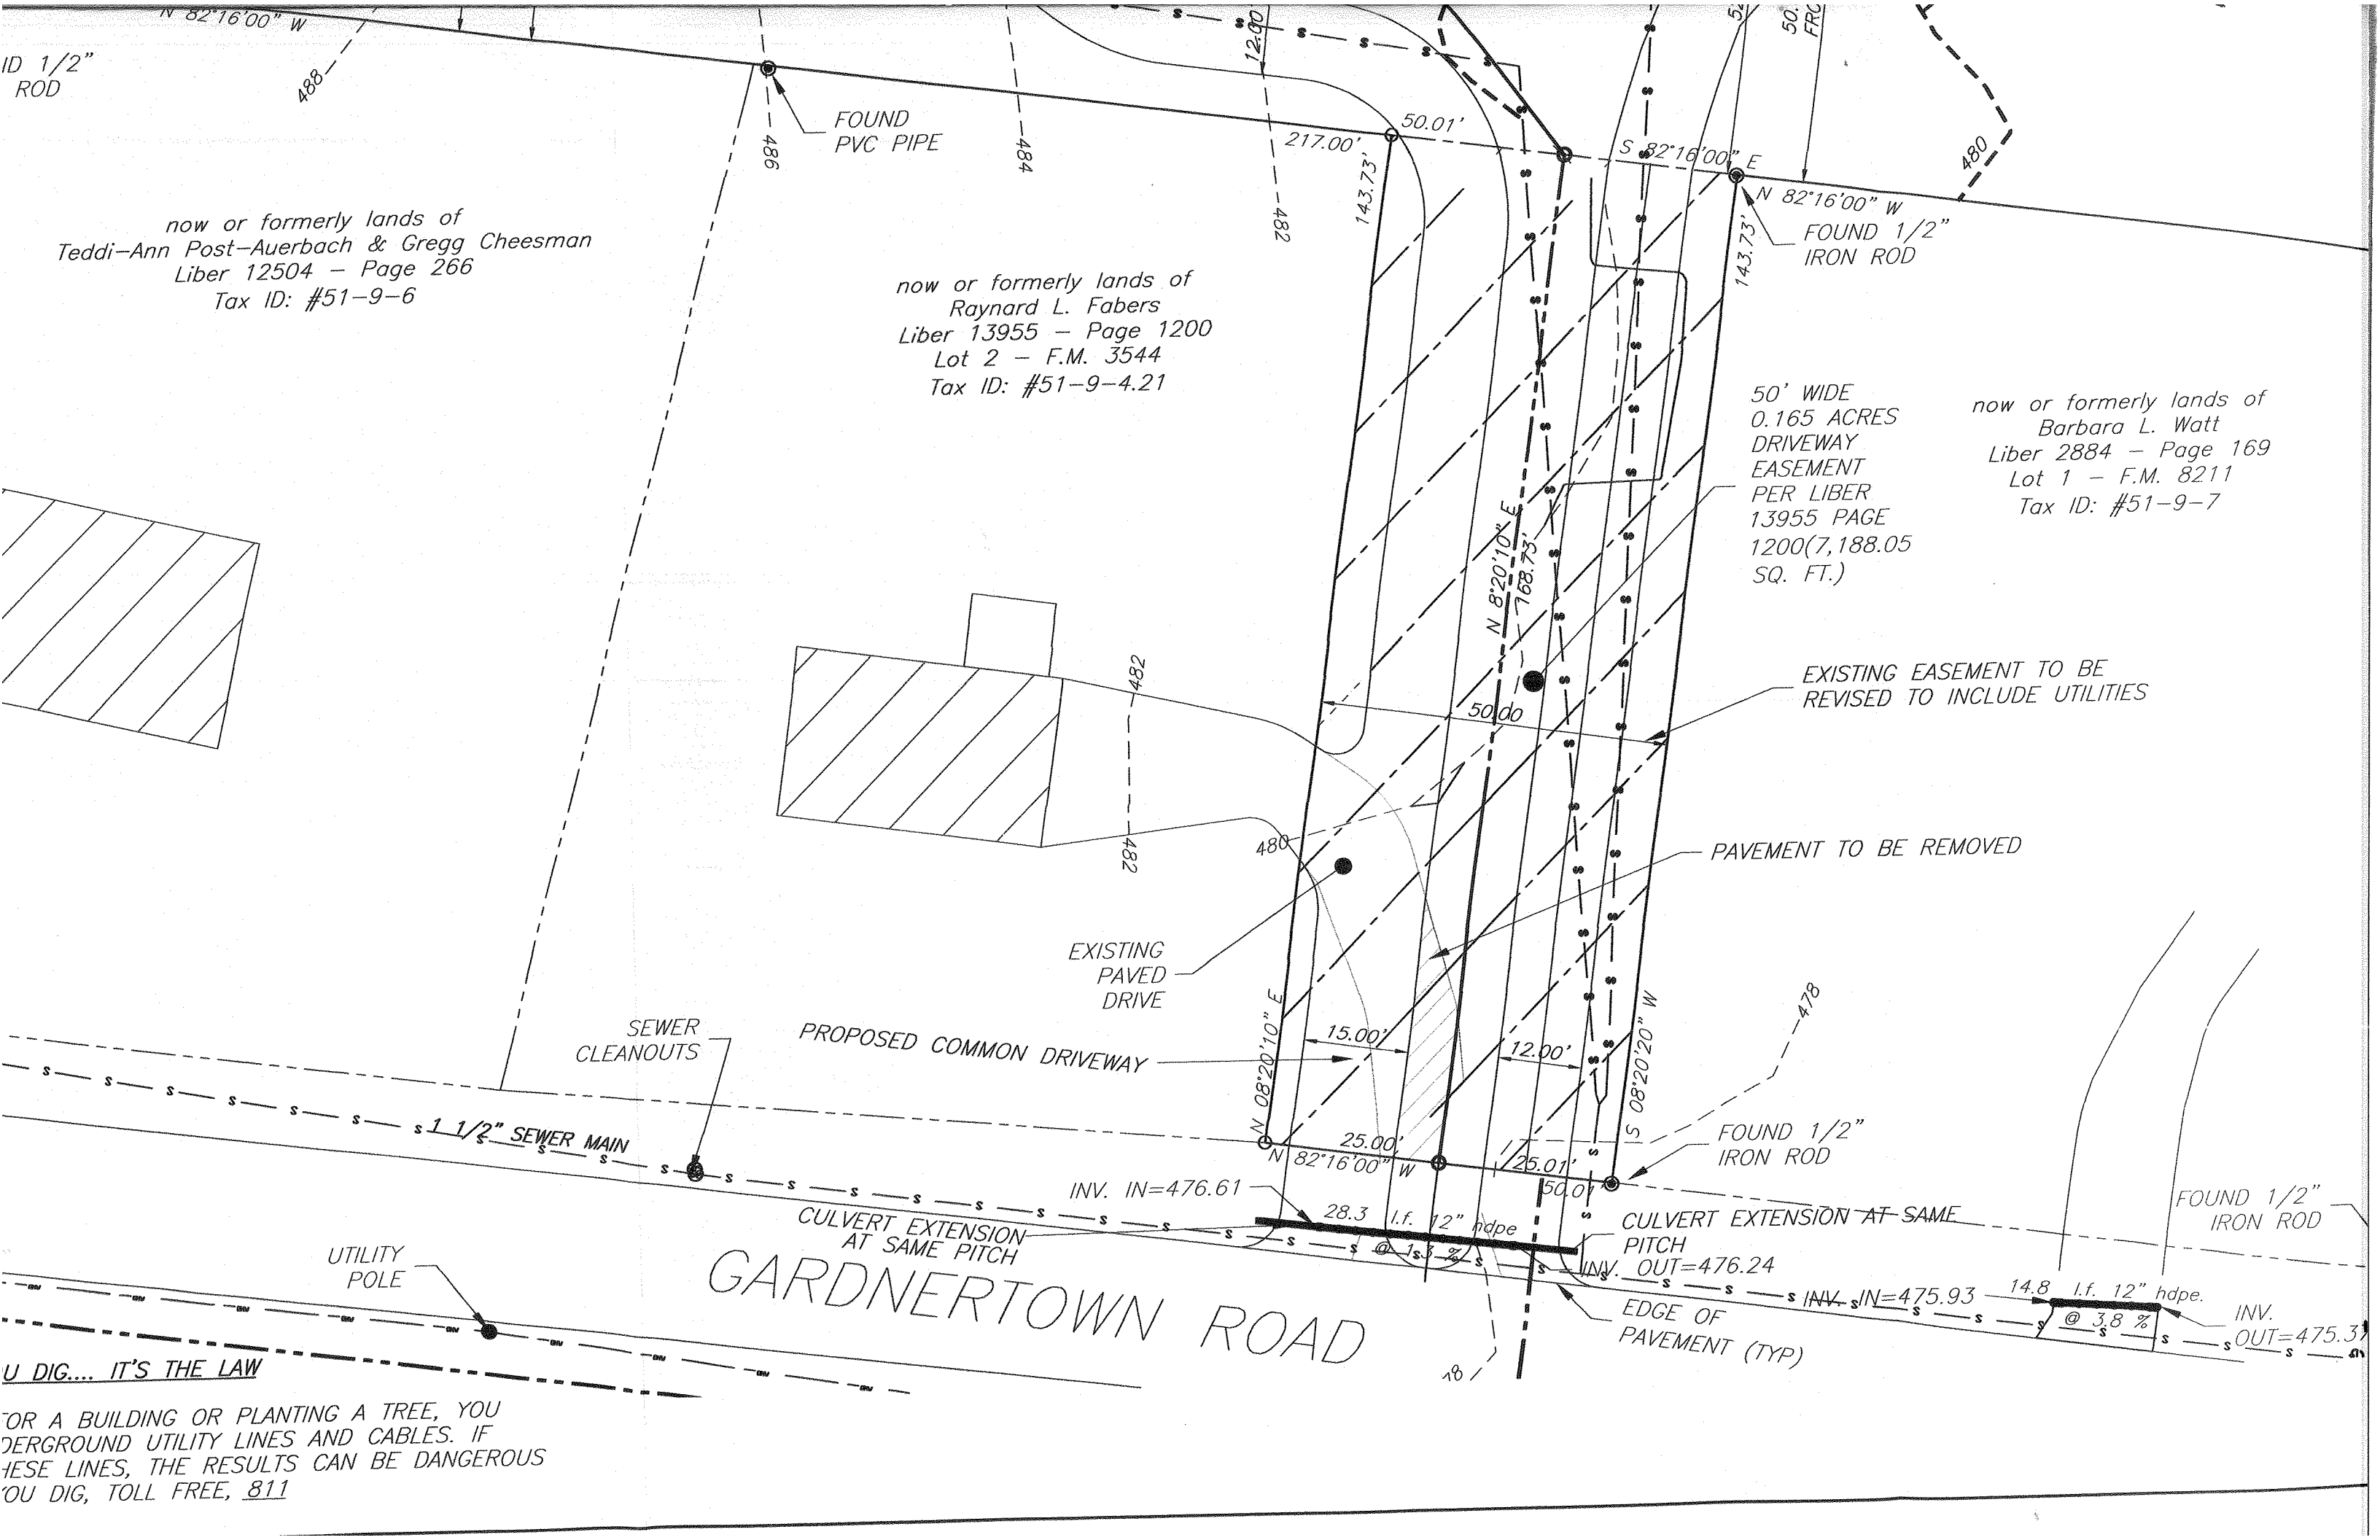 N 82°16'00" W
1/2"
ROD
488
FOUND
PVC PIPE
486
484
12.00'
482
50.01'
217.00'
143.73'
S 82°16'00" E
50.
480
N 82°16'00" W
FOUND 1/2"
IRON ROD
143.73'
now or formerly lands of
Teddi-Ann Post-Auerbach & Gregg Cheesman
Liber 12504 - Page 266
Tax ID: #51-9-6
now or formerly lands of
Raynard L. Fabers
Liber 13955 - Page 1200
Lot 2 - F.M. 3544
Tax ID: #51-9-4.21
50' WIDE
0.165 ACRES
DRIVEWAY
EASEMENT
PER LIBER
13955 PAGE
1200(7,188.05
SQ. FT.)
now or formerly lands of
Barbara L. Watt
Liber 2884 - Page 169
Lot 1 - F.M. 8211
Tax ID: #51-9-7
N 8°20'10" E
168.73'
482
482
50.00
EXISTING EASEMENT TO BE
REVISED TO INCLUDE UTILITIES
480
PAVEMENT TO BE REMOVED
EXISTING
PAVED
DRIVE
SEWER
CLEANOUTS
PROPOSED COMMON DRIVEWAY
N 08°20'10" E
15.00'
12.00'
S 08°20'20" W
478
1 1/2" SEWER MAIN
25.00'
N 82°16'00" W
25.01'
50.01'
FOUND 1/2"
IRON ROD
INV. IN=476.61
28.3 l.f. 12" hdpe
@ 1.3 %
CULVERT EXTENSION
AT SAME PITCH
CULVERT EXTENSION AT SAME
PITCH
INV. OUT=476.24
FOUND 1/2"
IRON ROD
UTILITY
POLE
GARDNERTOWN ROAD
EDGE OF
PAVEMENT (TYP)
INV. IN=475.93
14.8 l.f. 12" hdpe.
@ 3.8 %
INV.
OUT=475.37
DIG.... IT'S THE LAW
A BUILDING OR PLANTING A TREE, YOU
UTILITY LINES AND CABLES. IF
LINES, THE RESULTS CAN BE DANGEROUS
DIG, TOLL FREE, 811